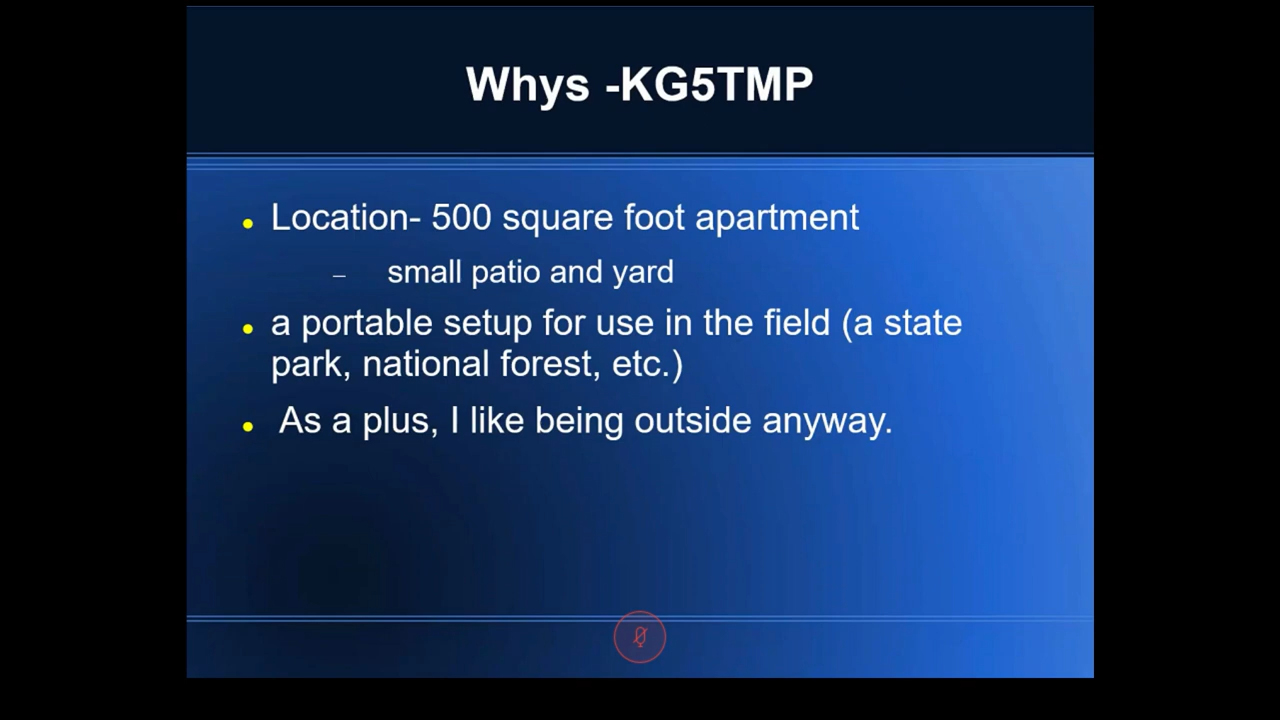 Whys -KG5TMP
Location- 500 square foot apartment
– small patio and yard
a portable setup for use in the field (a state
park, national forest, etc.)
As a plus, I like being outside anyway.